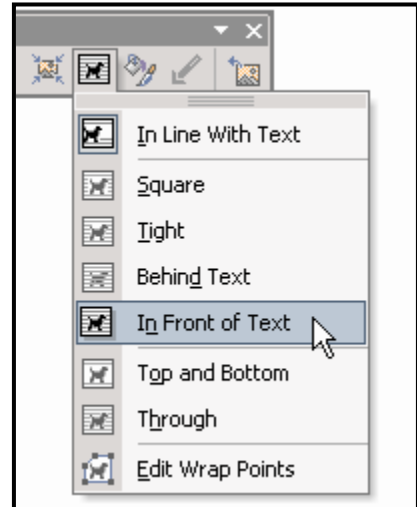 In Line With Text
Square
Tight
Behind Text
In Front of Text
Top and Bottom
Through
Edit Wrap Points